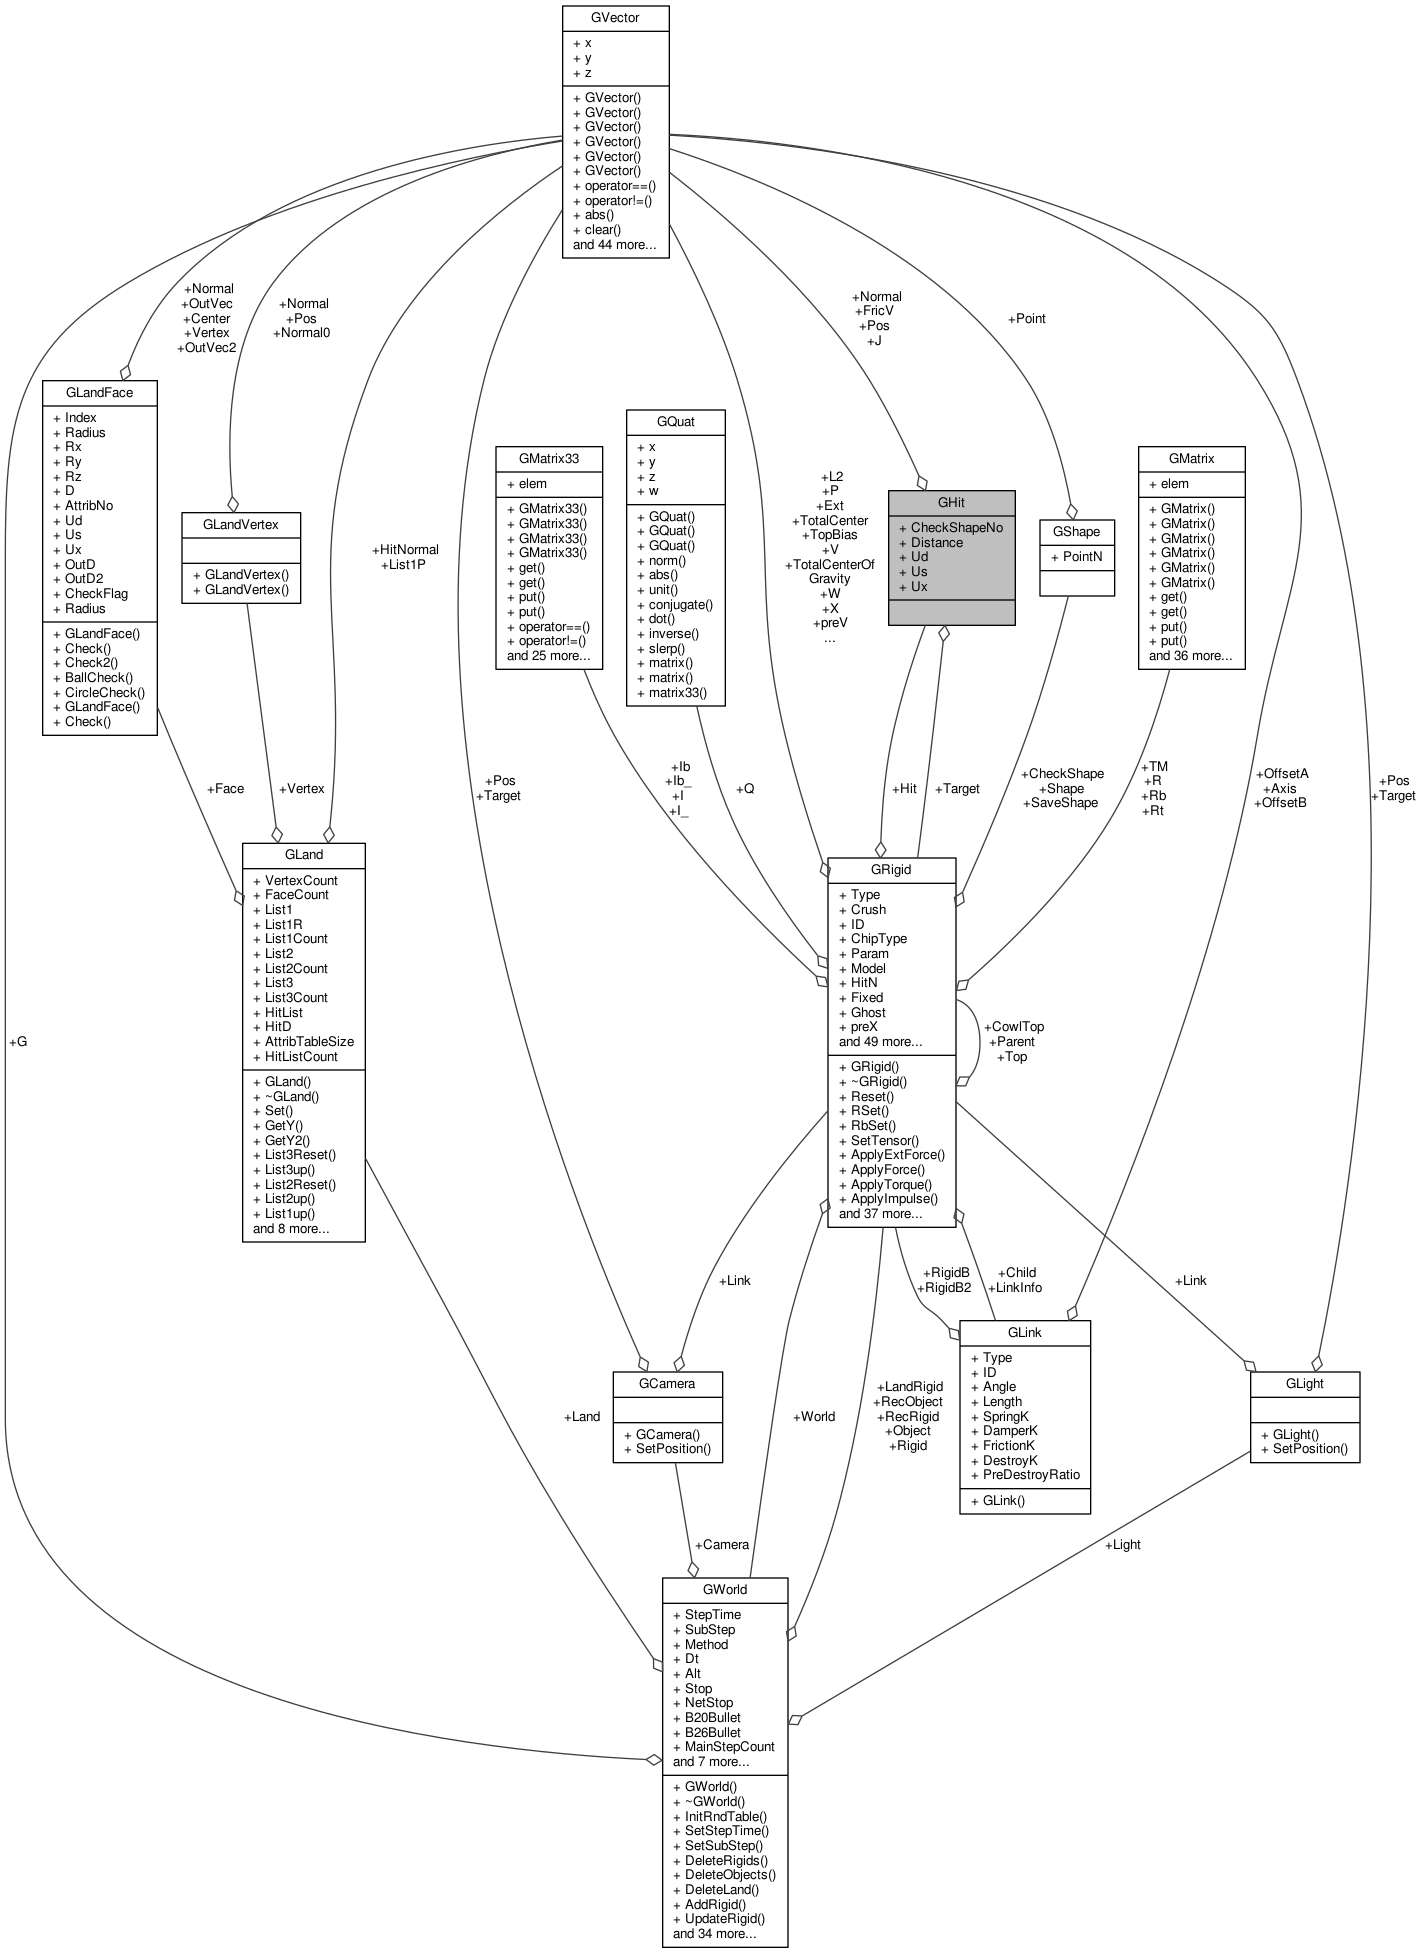 GVector
+ x
+ y
+ z
+ GVector()
+ GVector()
+ GVector()
+ GVector()
+ GVector()
+ GVector()
+ operator==()
+ operator!=()
+ abs()
+ clear()
and 44 more...
+Normal
+OutVec
+Center
+Vertex
+OutVec2
+Normal
+Pos
+Normal0
+Normal
+FricV
+Pos
+J
+Point
GLandFace
+ Index
+ Radius
+ Rx
+ Ry
+ Rz
+ D
+ AttribNo
+ Ud
+ Us
+ Ux
+ OutD
+ OutD2
+ CheckFlag
+ Radius
+ GLandFace()
+ Check()
+ Check2()
+ BallCheck()
+ CircleCheck()
+ GLandFace()
+ Check()
GLandVertex
+ GLandVertex()
+ GLandVertex()
+HitNormal
+List1P
GMatrix33
+ elem
+ GMatrix33()
+ GMatrix33()
+ GMatrix33()
+ GMatrix33()
+ get()
+ get()
+ put()
+ put()
+ operator==()
+ operator!=()
and 25 more...
GQuat
+ x
+ y
+ z
+ w
+ GQuat()
+ GQuat()
+ GQuat()
+ norm()
+ abs()
+ unit()
+ conjugate()
+ dot()
+ inverse()
+ slerp()
+ matrix()
+ matrix()
+ matrix33()
+L2
+P
+Ext
+TotalCenter
+TopBias
+V
+TotalCenterOf
Gravity
+W
+X
+preV
...
GHit
+ CheckShapeNo
+ Distance
+ Ud
+ Us
+ Ux
GShape
+ PointN
GMatrix
+ elem
+ GMatrix()
+ GMatrix()
+ GMatrix()
+ GMatrix()
+ GMatrix()
+ GMatrix()
+ get()
+ get()
+ put()
+ put()
and 36 more...
+Face
+Vertex
+Pos
+Target
+Ib
+Ib_
+I
+I_
+Q
+Hit
+Target
+CheckShape
+Shape
+SaveShape
+TM
+R
+Rb
+Rt
+OffsetA
+Axis
+OffsetB
+Pos
+Target
GLand
+ VertexCount
+ FaceCount
+ List1
+ List1R
+ List1Count
+ List2
+ List2Count
+ List3
+ List3Count
+ HitList
+ HitD
+ AttribTableSize
+ HitListCount
+ GLand()
+ ~GLand()
+ Set()
+ GetY()
+ GetY2()
+ List3Reset()
+ List3up()
+ List2Reset()
+ List2up()
+ List1up()
and 8 more...
GRigid
+ Type
+ Crush
+ ID
+ ChipType
+ Param
+ Model
+ HitN
+ Fixed
+ Ghost
+ preX
and 49 more...
+ GRigid()
+ ~GRigid()
+ Reset()
+ RSet()
+ RbSet()
+ SetTensor()
+ ApplyExtForce()
+ ApplyForce()
+ ApplyTorque()
+ ApplyImpulse()
and 37 more...
+CowlTop
+Parent
+Top
+G
+Link
+RigidB
+RigidB2
+Child
+LinkInfo
+Link
GLink
+ Type
+ ID
+ Angle
+ Length
+ SpringK
+ DamperK
+ FrictionK
+ DestroyK
+ PreDestroyRatio
+ GLink()
GCamera
+ GCamera()
+ SetPosition()
GLight
+ GLight()
+ SetPosition()
+Land
+World
+LandRigid
+RecObject
+RecRigid
+Object
+Rigid
+Camera
+Light
GWorld
+ StepTime
+ SubStep
+ Method
+ Dt
+ Alt
+ Stop
+ NetStop
+ B20Bullet
+ B26Bullet
+ MainStepCount
and 7 more...
+ GWorld()
+ ~GWorld()
+ InitRndTable()
+ SetStepTime()
+ SetSubStep()
+ DeleteRigids()
+ DeleteObjects()
+ DeleteLand()
+ AddRigid()
+ UpdateRigid()
and 34 more...